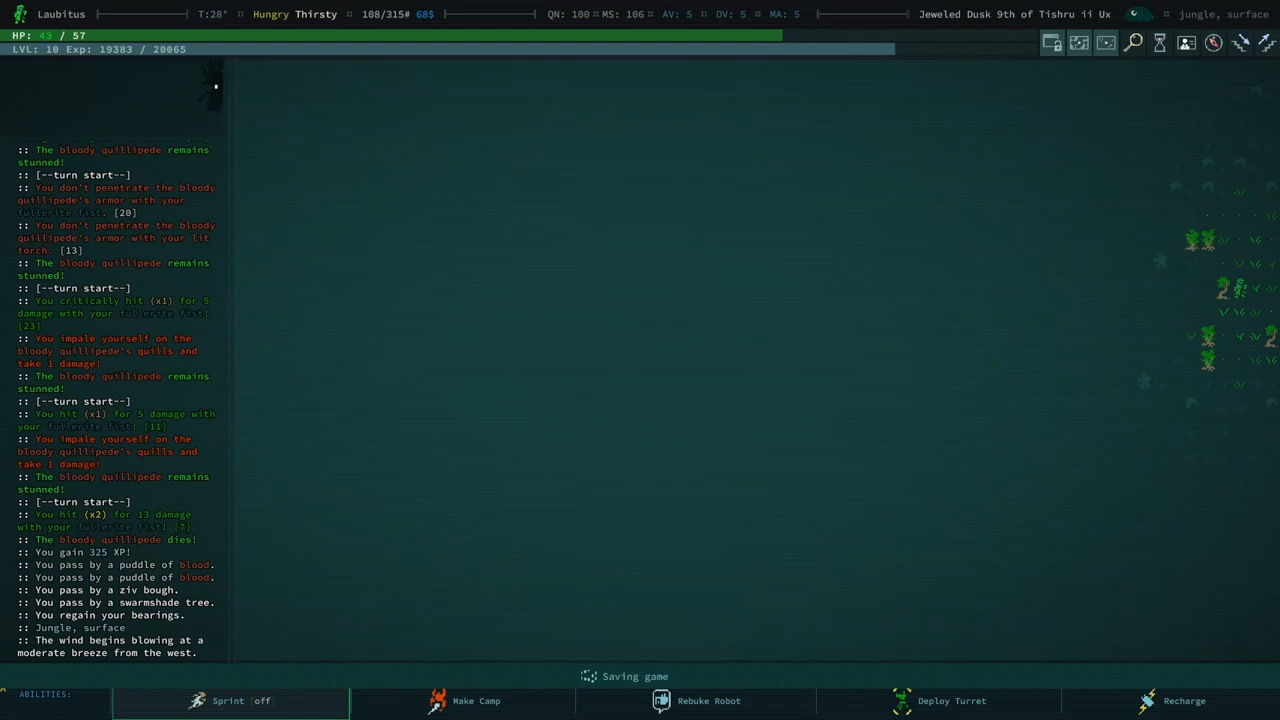 Laubitus T:28° Hungry Thirsty 108/315# 68$ QN: 100 MS: 106 AV: 5 DV: 5 MA: 5 Jeweled Dusk 9th of Tishru ii Ux jungle, surface
HP: 43 / 57
LVL: 10 Exp: 19383 / 20065
:: The bloody quillipede remains
stunned!
:: [--turn start--]
:: You don't penetrate the bloody
quillipede's armor with your
fullerite fist. [20]
:: You don't penetrate the bloody
quillipede's armor with your lit
torch. [13]
:: The bloody quillipede remains
stunned!
:: [--turn start--]
:: You critically hit (x1) for 5
damage with your fullerite fist!
[23]
:: You impale yourself on the
bloody quillipede's quills and
take 1 damage!
:: The bloody quillipede remains
stunned!
:: [--turn start--]
:: You hit (x1) for 5 damage with
your fullerite fist! [11]
:: You impale yourself on the
bloody quillipede's quills and
take 1 damage!
:: The bloody quillipede remains
stunned!
:: [--turn start--]
:: You hit (x2) for 13 damage
with your fullerite fist! [7]
:: The bloody quillipede dies!
:: You gain 325 XP!
:: You pass by a puddle of blood.
:: You pass by a puddle of blood.
:: You pass by a ziv bough.
:: You pass by a swarmshade tree.
:: You regain your bearings.
:: Jungle, surface
:: The wind begins blowing at a
moderate breeze from the west.
Saving game
ABILITIES: Sprint [off] Make Camp Rebuke Robot Deploy Turret Recharge